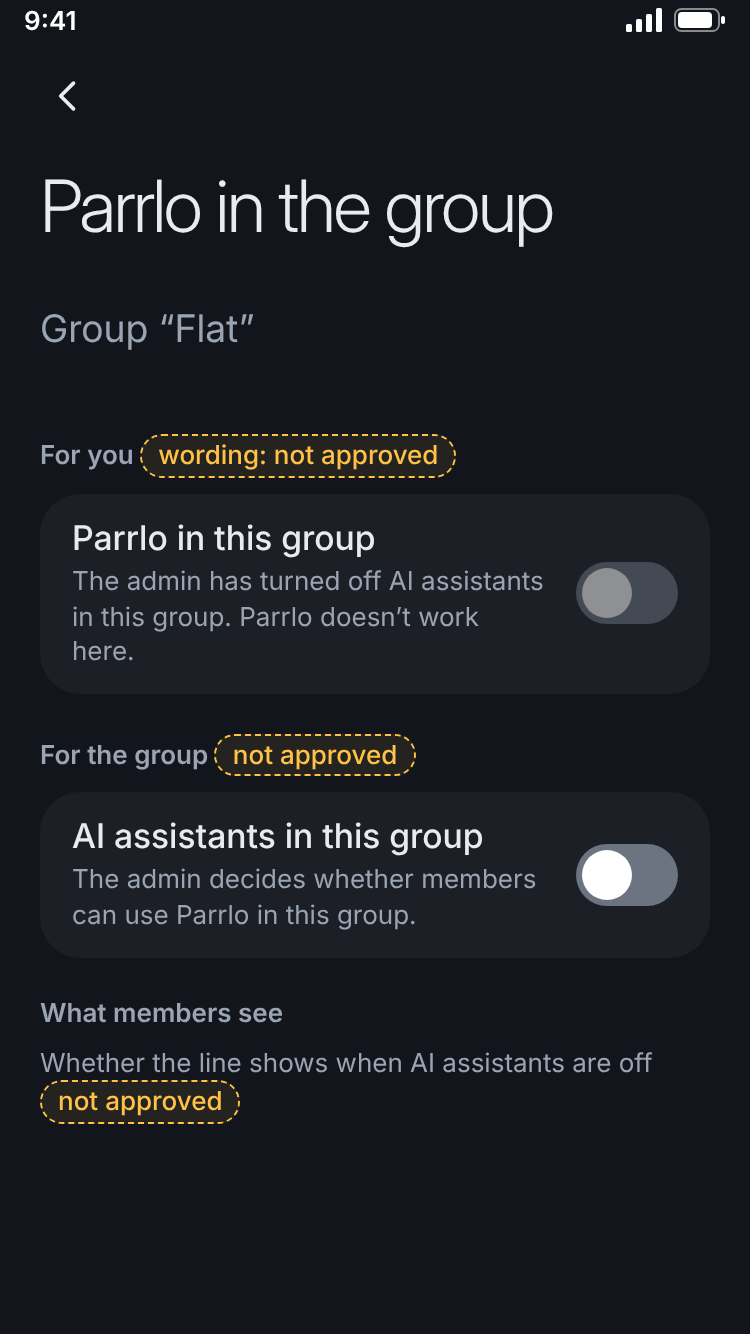 9:41
Parrlo in the group
Group “Flat”
For you wording: not approved
Parrlo in this group
The admin has turned off AI assistants
in this group. Parrlo doesn’t work
here.
For the group not approved
AI assistants in this group
The admin decides whether members
can use Parrlo in this group.
What members see
Whether the line shows when AI assistants are off
not approved